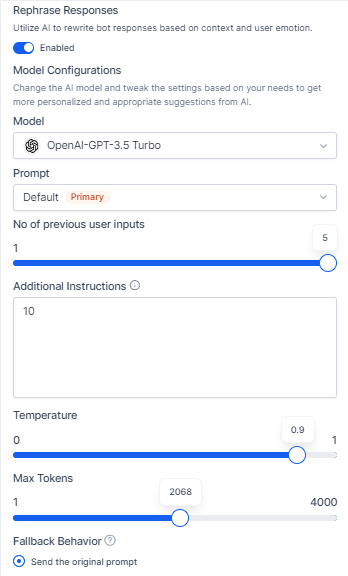 Rephrase Responses
Utilize AI to rewrite bot responses based on context and user emotion.
Enabled
Model Configurations
Change the AI model and tweak the settings based on your needs to get
more personalized and appropriate suggestions from AI.
Model
OpenAI-GPT-3.5 Turbo
Prompt
Default Primary
No of previous user inputs
5
1
Additional Instructions
10
Temperature
0.9
0 1
Max Tokens
2068
1 4000
Fallback Behavior
Send the original prompt